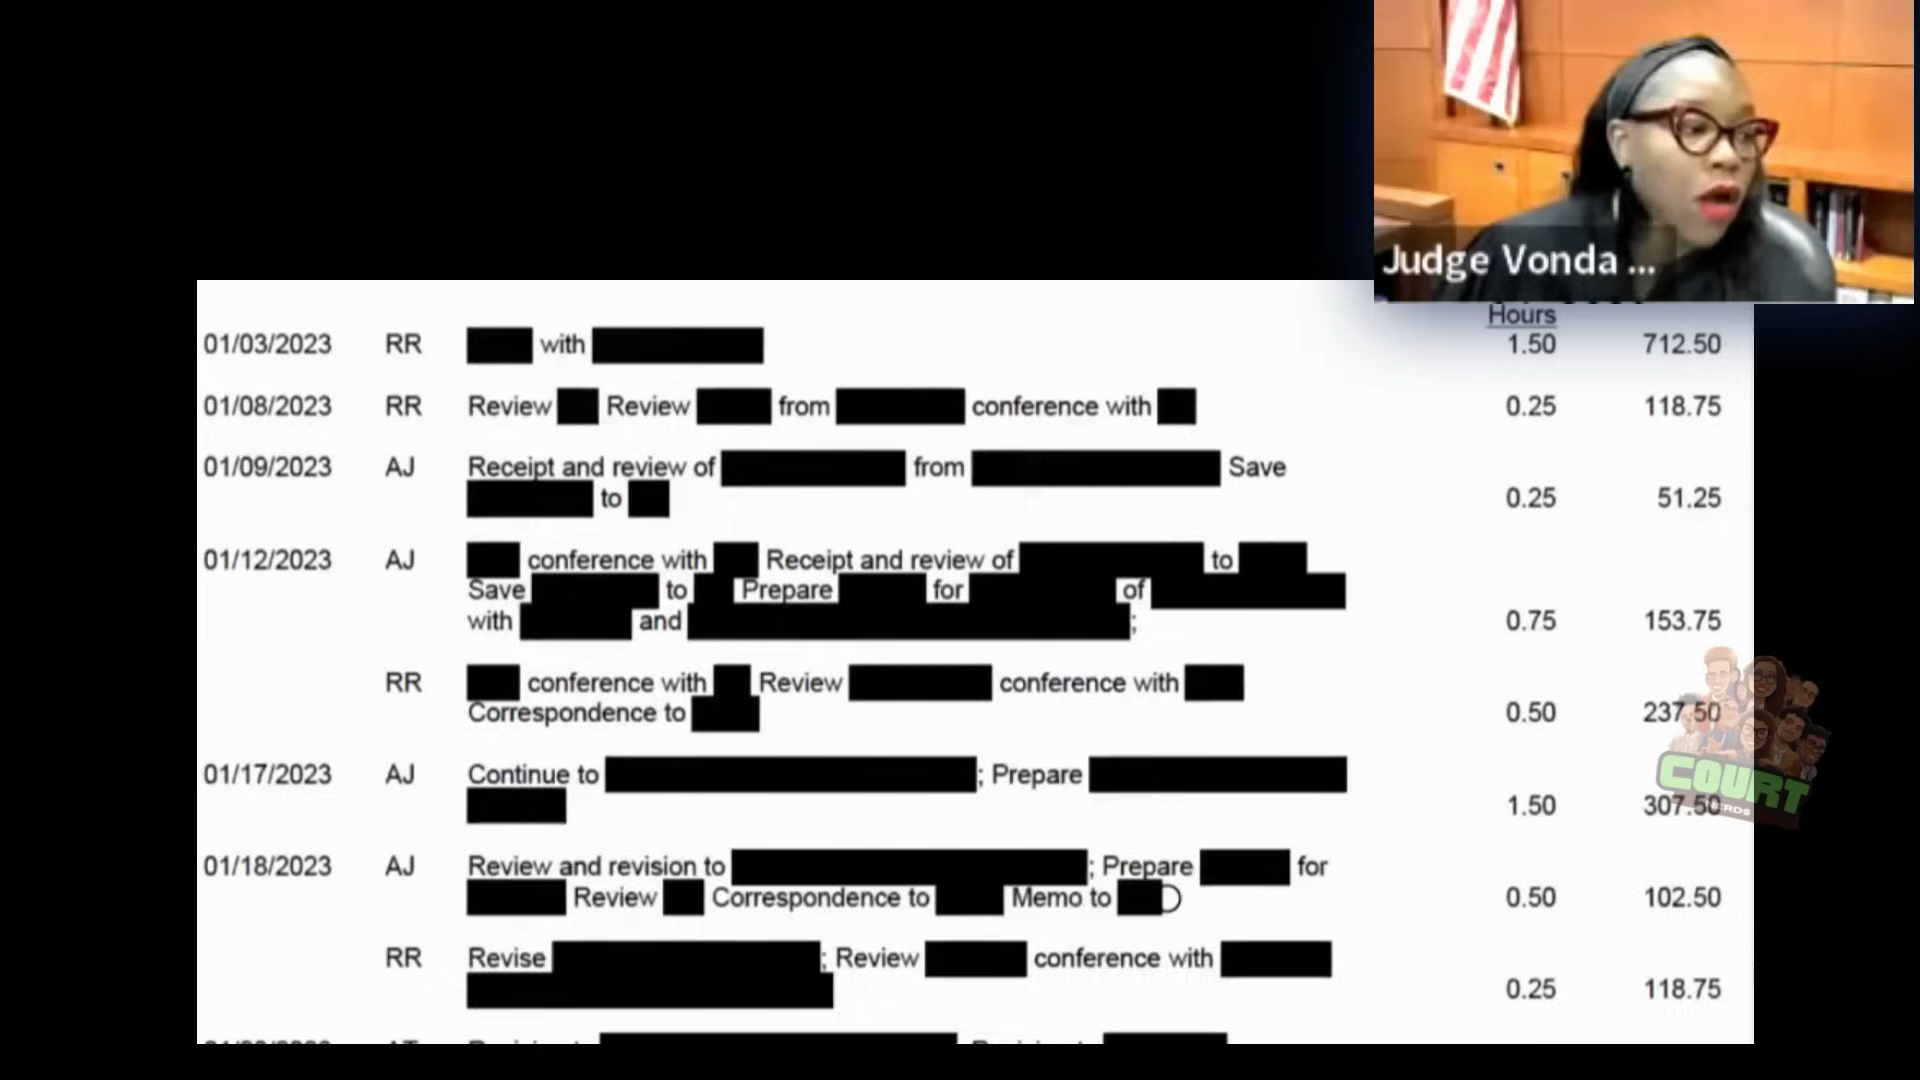 Judge Vonda ...
Hours
01/03/2023 RR with 1.50 712.50
01/08/2023 RR Review Review from conference with 0.25 118.75
01/09/2023 AJ Receipt and review of from Save
to 0.25 51.25
01/12/2023 AJ conference with Receipt and review of to
Save to Prepare for of
with and ; 0.75 153.75
RR conference with Review conference with
Correspondence to 0.50 237.50
01/17/2023 AJ Continue to ; Prepare
1.50 307.50
01/18/2023 AJ Review and revision to ; Prepare for
Review Correspondence to Memo to 0.50 102.50
RR Revise ; Review conference with
0.25 118.75
COURT
NERDS